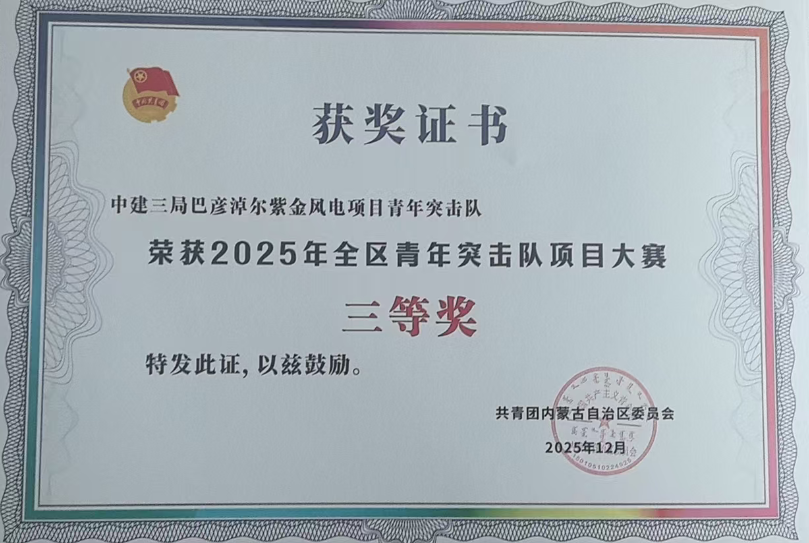 获奖证书
中建三局巴彦淖尔紫金风电项目青年突击队
荣获2025年全区青年突击队项目大赛
三等奖
特发此证，以兹鼓励。
共青团内蒙古自治区委员会
2025年12月